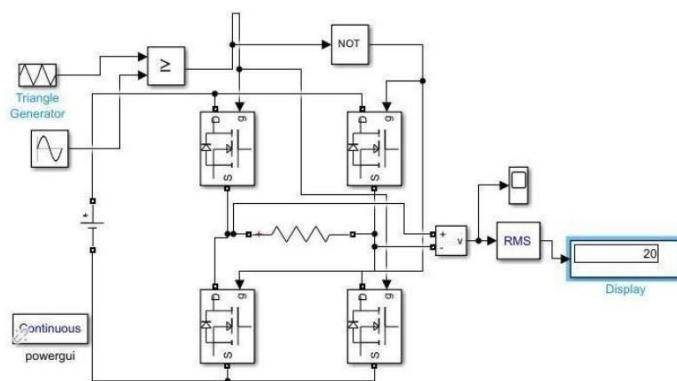 NOT
≥
Triangle
Generator
D
g
S
D
g
S
+
+
+
-
v
RMS
20
Display
D
g
S
D
g
S
Continuous
powergui